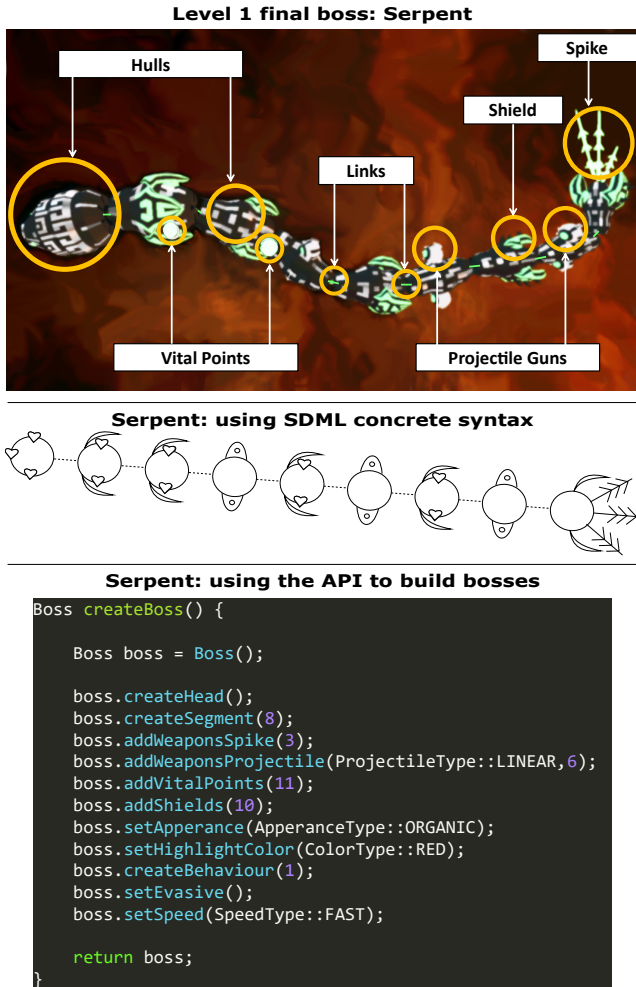 Level 1 final boss: Serpent
Spike
Hulls
Shield
Links
Vital Points
Projectile Guns
Serpent: using SDML concrete syntax
Serpent: using the API to build bosses
Boss createBoss() {
Boss boss = Boss();
boss.createHead();
boss.createSegment(8);
boss.addWeaponsSpike(3);
boss.addWeaponsProjectile(ProjectileType::LINEAR,6);
boss.addVitalPoints(11);
boss.addShields(10);
boss.setApperance(ApperanceType::ORGANIC);
boss.setHighlightColor(ColorType::RED);
boss.createBehaviour(1);
boss.setEvasive();
boss.setSpeed(SpeedType::FAST);
return boss;
}